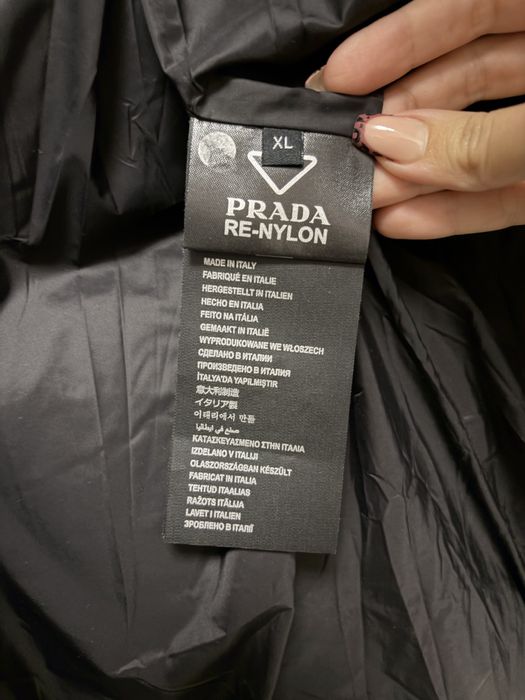 XL
PRADA
RE-NYLON
MADE IN ITALY
FABRIQUÉ EN ITALIE
HERGESTELLT IN ITALIEN
HECHO EN ITALIA
FEITO NA ITÁLIA
GEMAAKT IN ITALIË
WYPRODUKOWANE WE WŁOSZECH
СДЕЛАНО В ИТАЛИИ
ПРОИЗВЕДЕНО В ИТАЛИЯ
İTALYA'DA YAPILMIŞTIR
意大利制造
イタリア製
이태리에서 만듦
صنع في ايطاليا
ΚΑΤΑΣΚΕΥΑΣΜΕΝΟ ΣΤΗΝ ΙΤΑΛΙΑ
IZDELANO V ITALIJI
OLASZORSZÁGBAN KÉSZÜLT
FABRICAT IN ITALIA
TEHTUD ITAALIAS
RAŽOTS ITĀLIJA
LAVET I ITALIEN
ЗРОБЛЕНО В ІТАЛІЇ